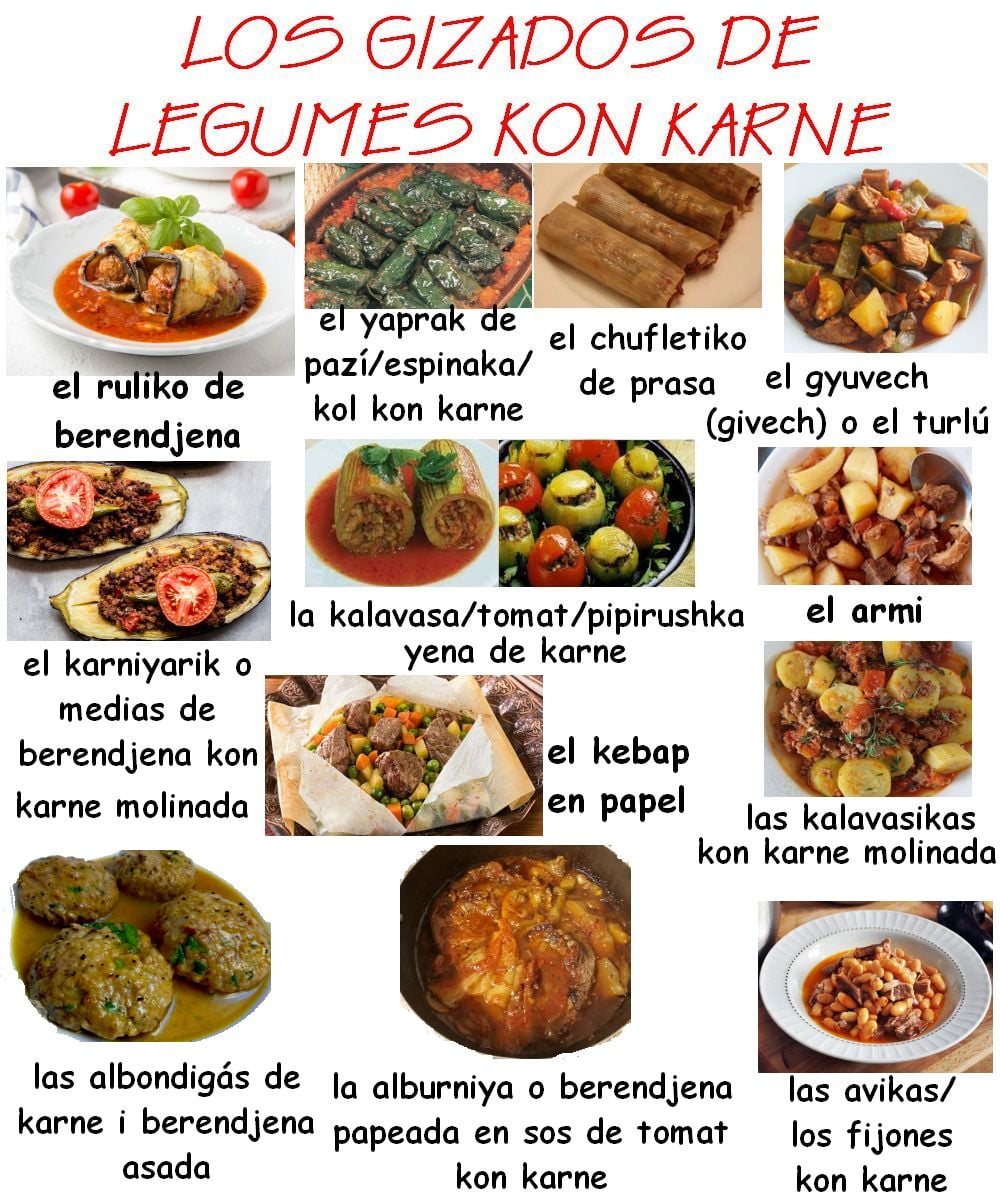 LOS GIZADOS DE
LEGUMES KON KARNE
el ruliko de
berendjena
el yaprak de
pazí/espinaka/
kol kon karne
el chufletiko
de prasa
el gyuvech
(givech) o el turlú
el karniyarik o
medias de
berendjena kon
karne molinada
la kalavasa/tomat/pipirushka
yena de karne
el armi
el kebap
en papel
las kalavasikas
kon karne molinada
las albondigás de
karne i berendjena
asada
la alburniya o berendjena
papeada en sos de tomat
kon karne
las avikas/
los fijones
kon karne